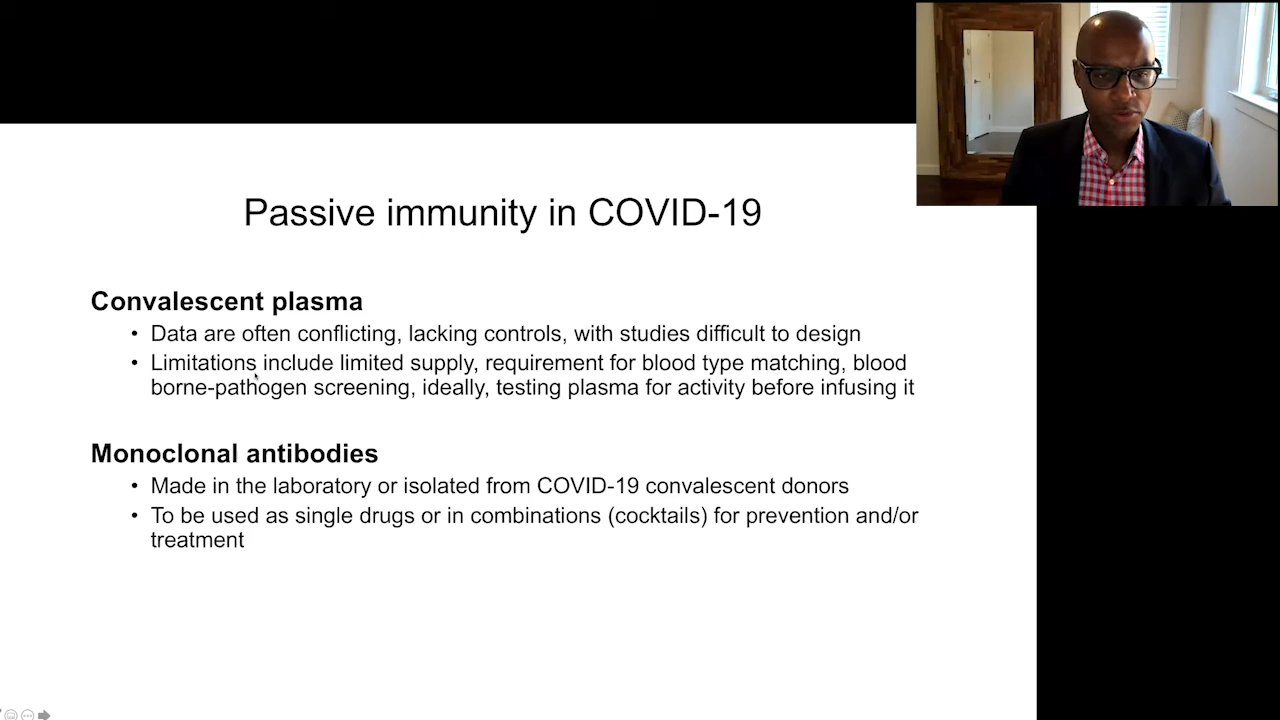 Passive immunity in COVID-19
Convalescent plasma
• Data are often conflicting, lacking controls, with studies difficult to design
• Limitations include limited supply, requirement for blood type matching, blood
borne-pathogen screening, ideally, testing plasma for activity before infusing it
Monoclonal antibodies
• Made in the laboratory or isolated from COVID-19 convalescent donors
• To be used as single drugs or in combinations (cocktails) for prevention and/or
treatment